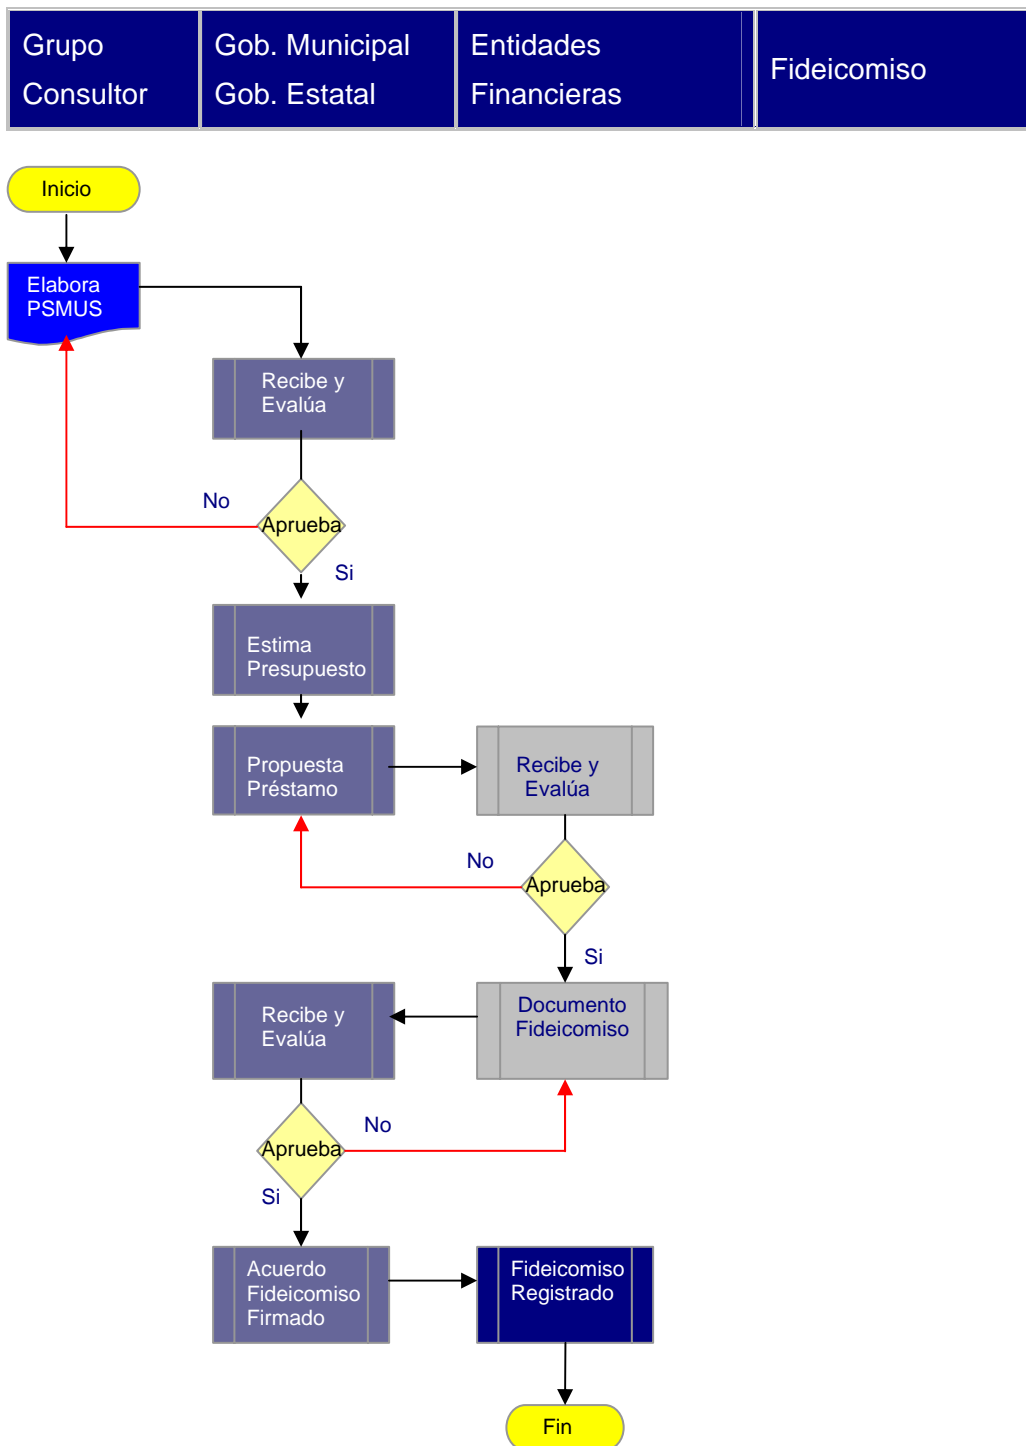 Grupo
Consultor
Gob. Municipal
Gob. Estatal
Entidades
Financieras
Fideicomiso
Inicio
Elabora
PSMUS
Recibe y
Evalúa
No
Aprueba
Si
Estima
Presupuesto
Propuesta
Préstamo
Recibe y
Evalúa
No
Aprueba
Si
Documento
Fideicomiso
Recibe y
Evalúa
No
Aprueba
Si
Acuerdo
Fideicomiso
Firmado
Fideicomiso
Registrado
Fin